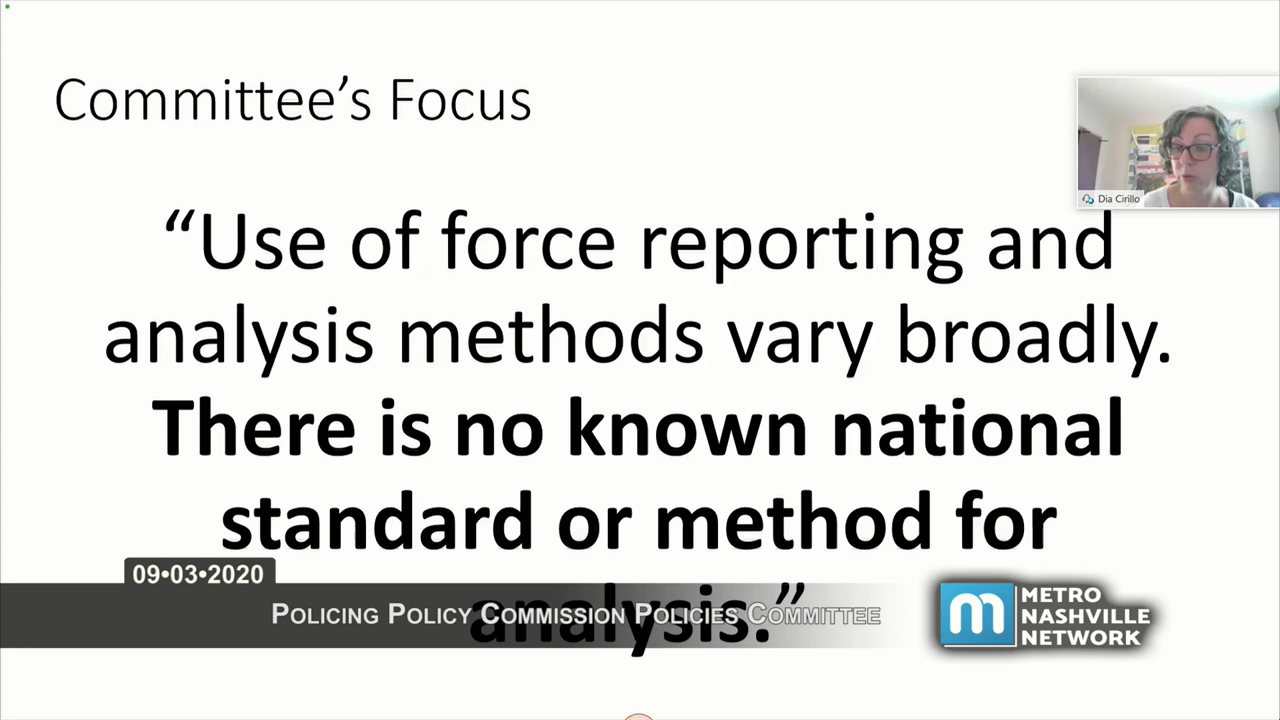 Committee’s Focus
Dia Cirillo
“Use of force reporting and
analysis methods vary broadly.
There is no known national
standard or method for
analysis.”
09•03•2020
POLICING POLICY COMMISSION POLICIES COMMITTEE
m
METRO
NASHVILLE
NETWORK